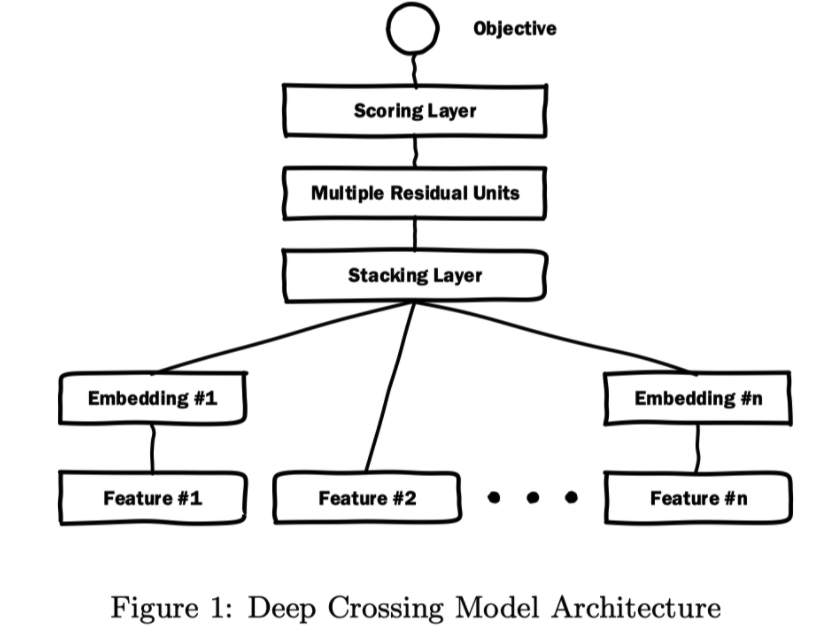 Objective
Scoring Layer
Multiple Residual Units
Stacking Layer
Embedding #1
Embedding #n
Feature #1
Feature #2
Feature #n
Figure 1: Deep Crossing Model Architecture